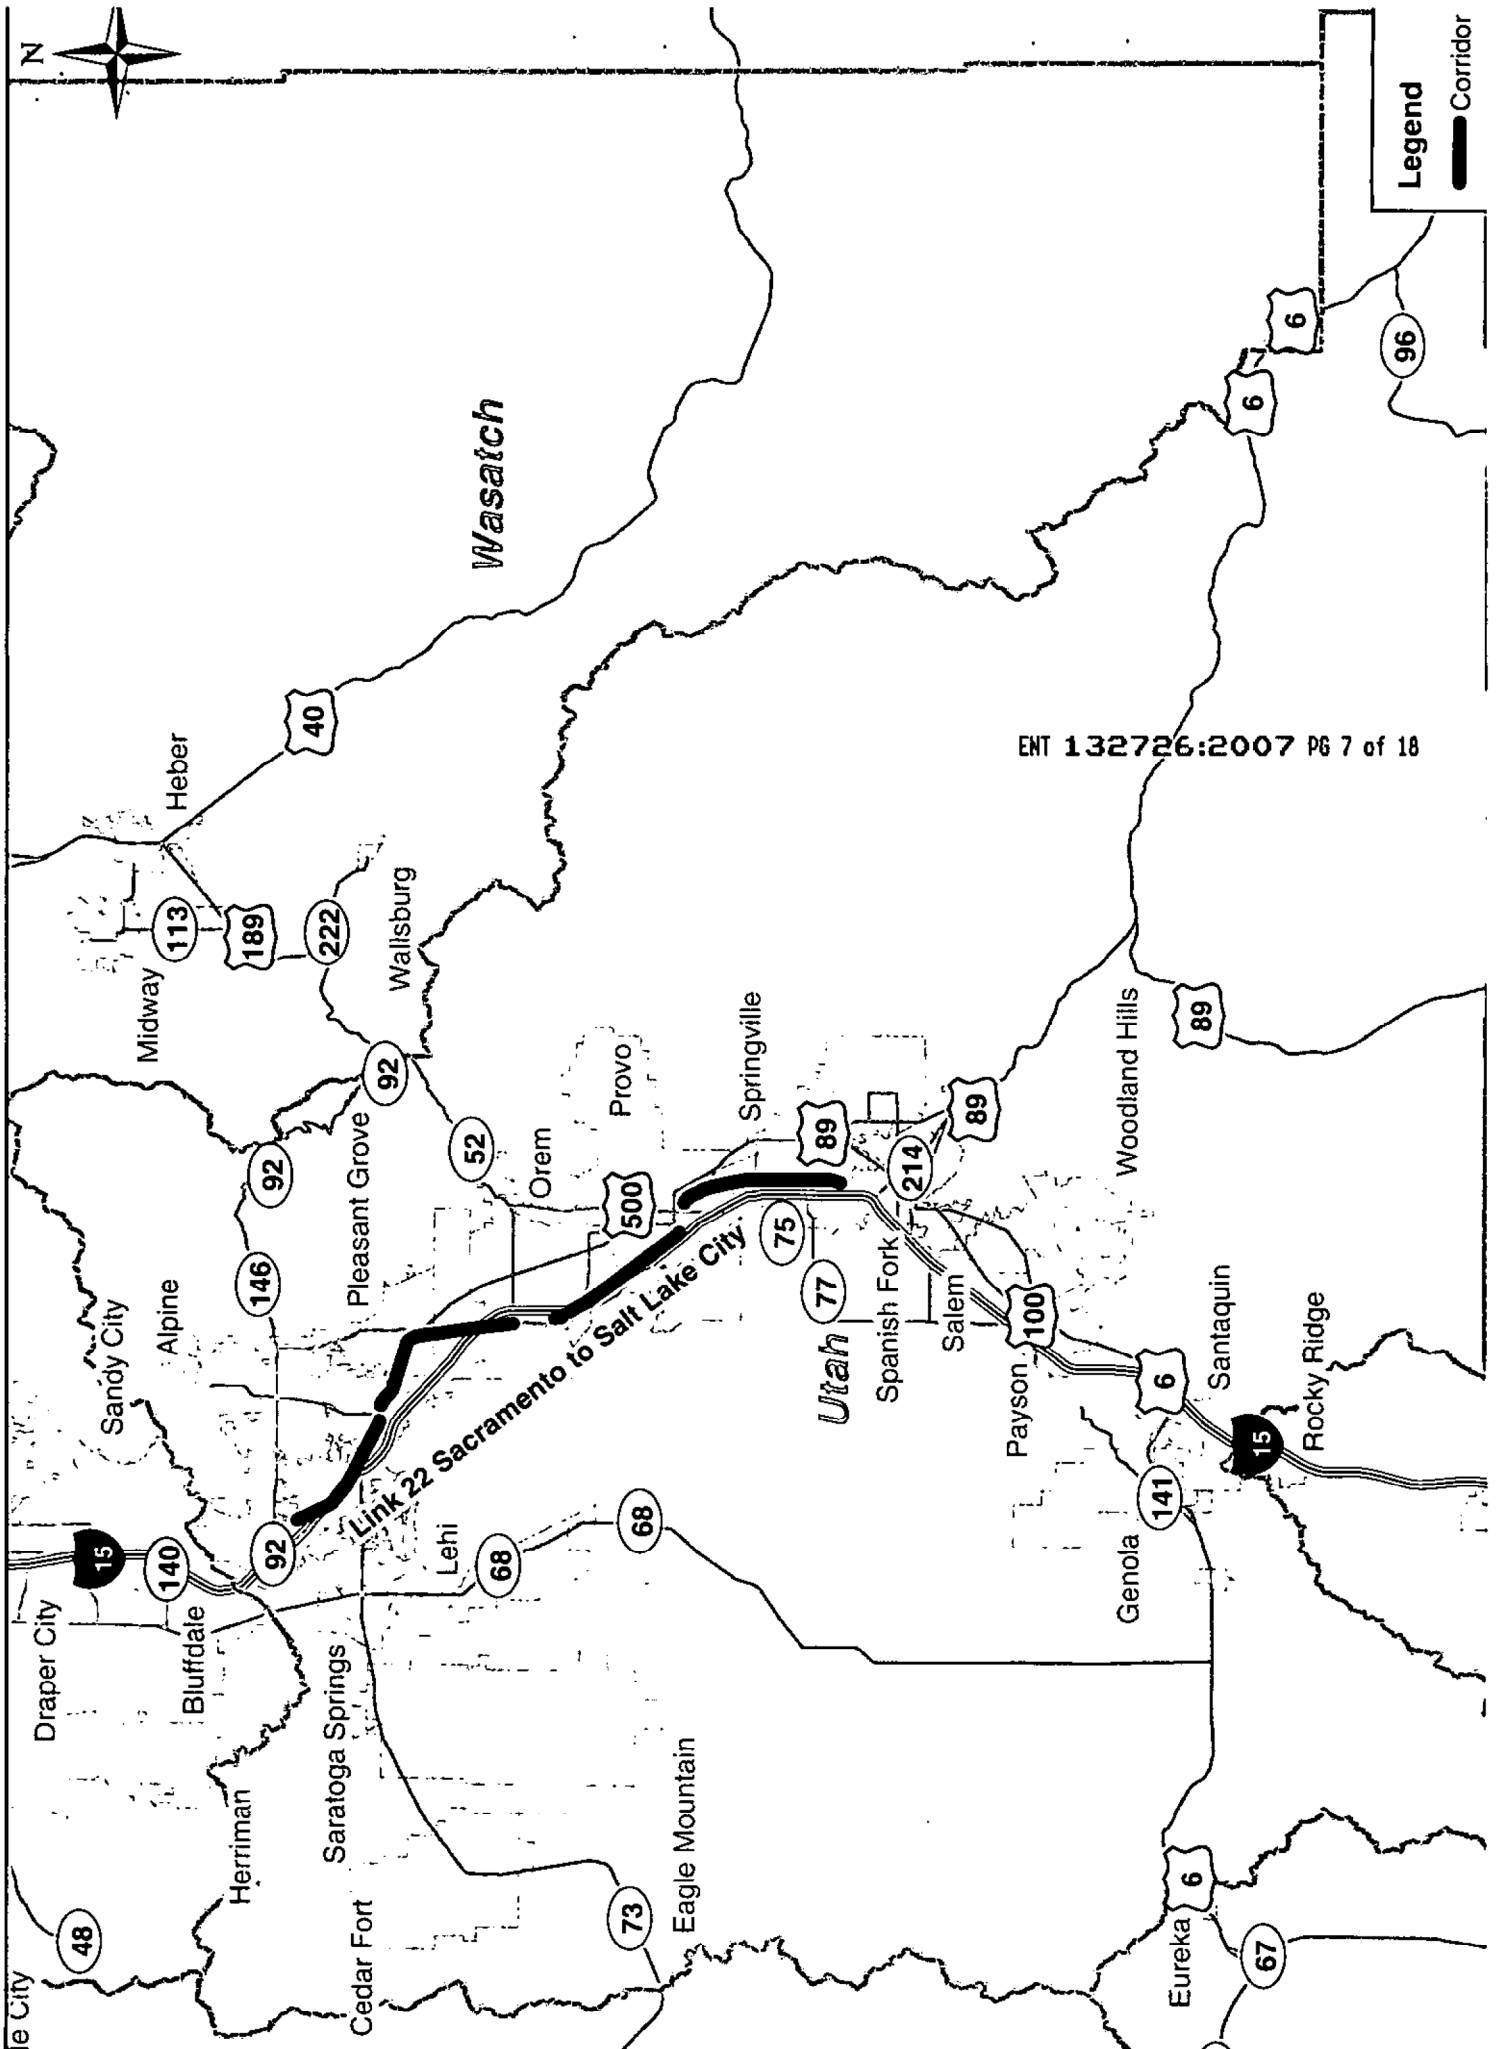 N
Legend
Corridor
Wasatch
Utah
Link 22 Sacramento to Salt Lake City
ENT 132726:2007 PG 7 of 18
le City
48
Herriman
Draper City
Bluffdale
15
140
Sandy City
Alpine
92
146
92
Pleasant Grove
92
Midway
113
189
222
Heber
40
Wallsburg
Cedar Fort
Saratoga Springs
Lehi
68
68
73
Eagle Mountain
52
Orem
500
Provo
Springville
75
77
89
Spanish Fork
214
89
Salem
Payson
100
Woodland Hills
89
6
6
96
Genola
141
6
Santaquin
15
Rocky Ridge
Eureka
6
67